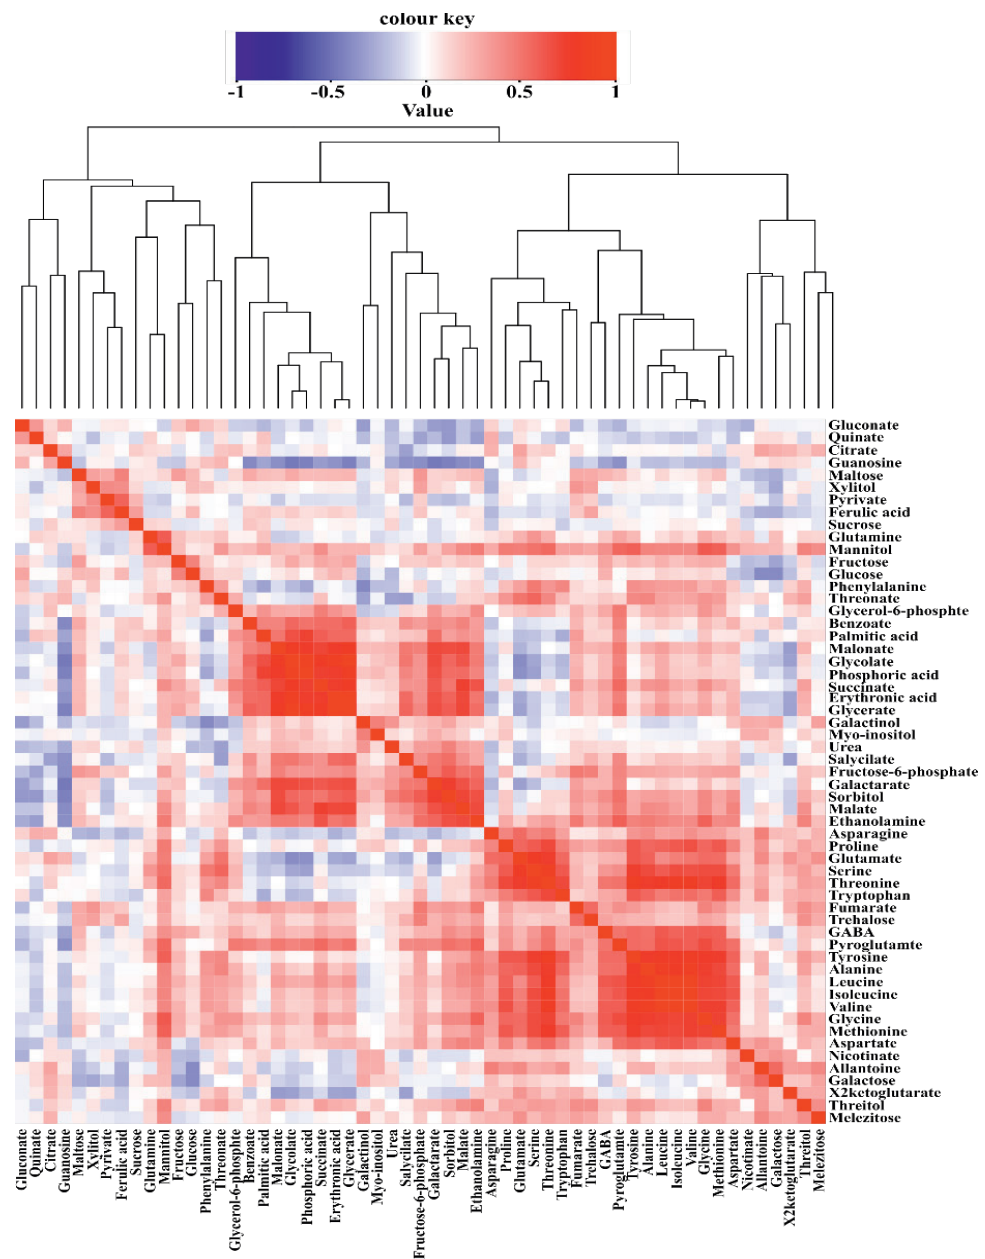 colour key
-1 -0.5 0 0.5 1
Value
Gluconate
Quinate
Citrate
Guanosine
Maltose
Xylitol
Pyrivate
Ferulic acid
Sucrose
Glutamine
Mannitol
Fructose
Glucose
Phenylalanine
Threonate
Glycerol-6-phosphte
Benzoate
Palmitic acid
Malonate
Glycolate
Phosphoric acid
Succinate
Erythronic acid
Glycerate
Galactinol
Myo-inositol
Urea
Salycilate
Fructose-6-phosphate
Galactarate
Sorbitol
Malate
Ethanolamine
Asparagine
Proline
Glutamate
Serine
Threonine
Tryptophan
Fumarate
Trehalose
GABA
Pyroglutamte
Tyrosine
Alanine
Leucine
Isoleucine
Valine
Glycine
Methionine
Aspartate
Nicotinate
Allantoine
Galactose
X2ketoglutarate
Threitol
Melezitose
Gluconate
Quinate
Citrate
Guanosine
Maltose
Xylitol
Pyrivate
Ferulic acid
Sucrose
Glutamine
Mannitol
Fructose
Glucose
Phenylalanine
Threonate
Glycerol-6-phosphte
Benzoate
Palmitic acid
Malonate
Glycolate
Phosphoric acid
Succinate
Erythronic acid
Glycerate
Galactinol
Myo-inositol
Urea
Salycilate
Fructose-6-phosphate
Galactarate
Sorbitol
Malate
Ethanolamine
Asparagine
Proline
Glutamate
Serine
Threonine
Tryptophan
Fumarate
Trehalose
GABA
Pyroglutamte
Tyrosine
Alanine
Leucine
Isoleucine
Valine
Glycine
Methionine
Aspartate
Nicotinate
Allantoine
Galactose
X2ketoglutarate
Threitol
Melezitose